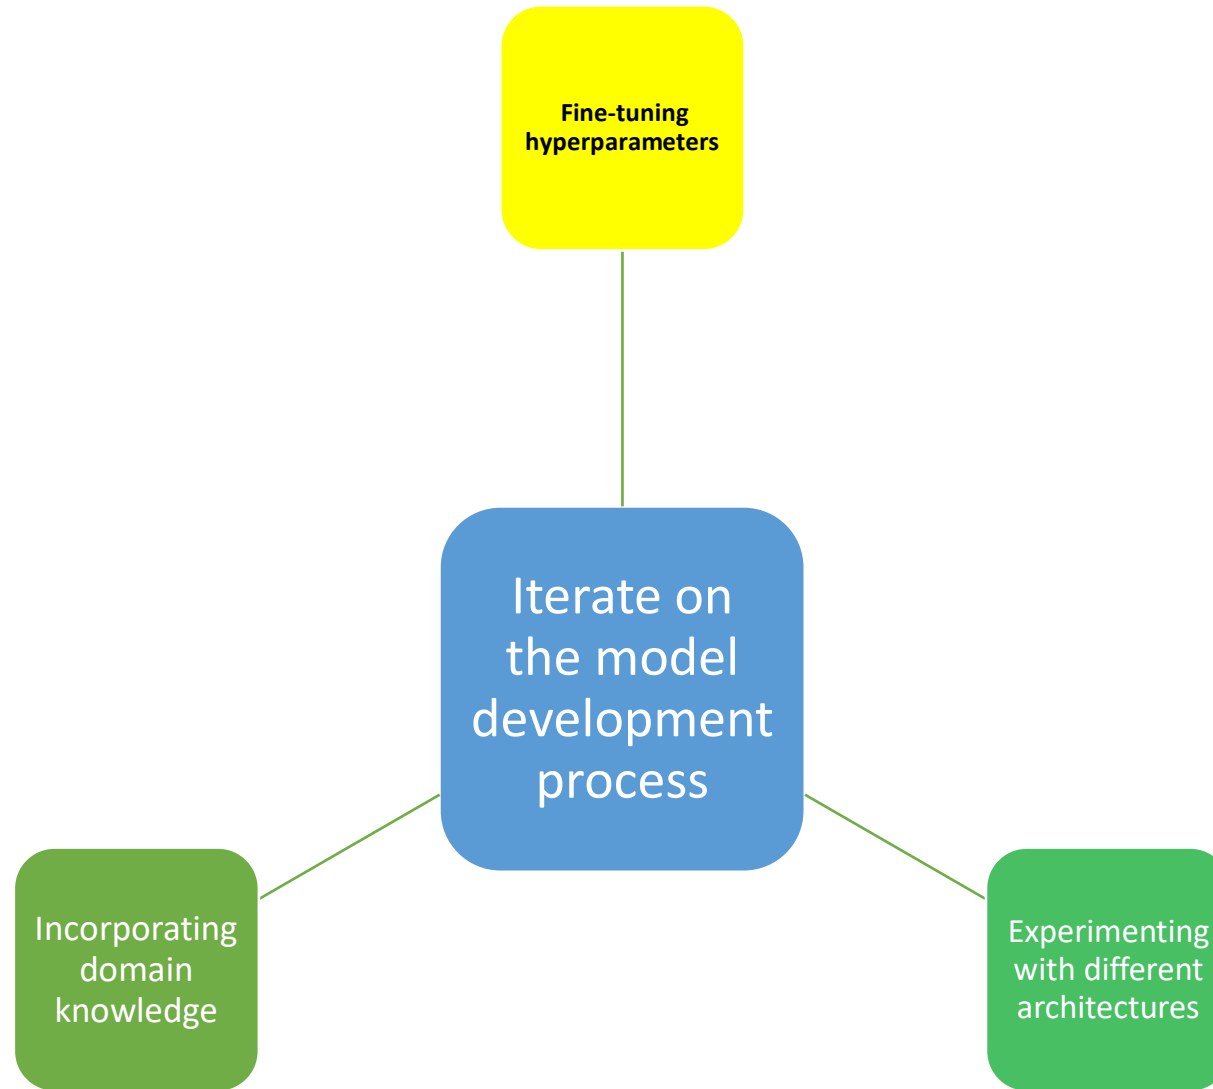 Fine-tuning
hyperparameters
Iterate on
the model
development
process
Incorporating
domain
knowledge
Experimenting
with different
architectures